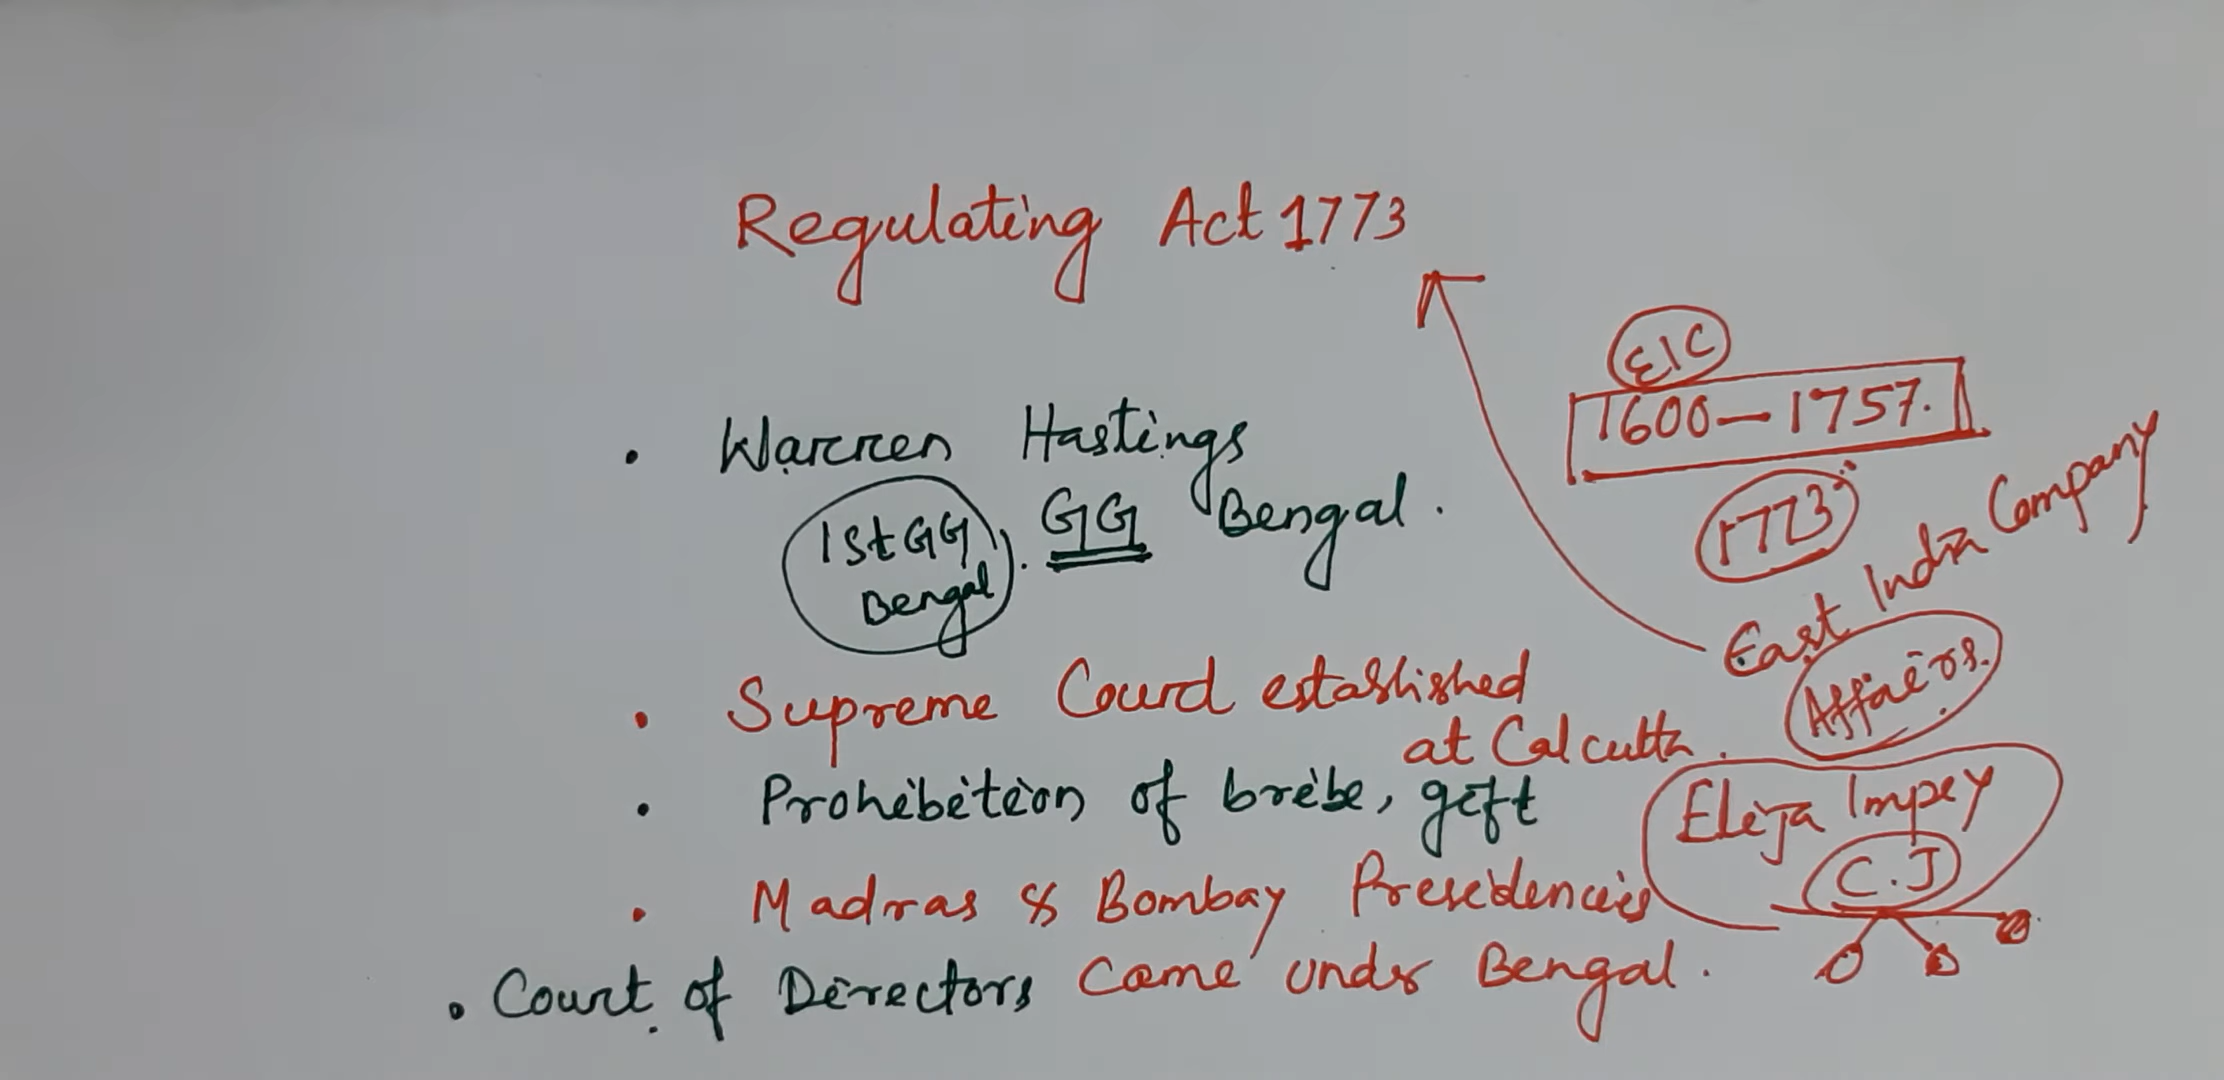 Regulating Act 1773
• Warren Hastings
1st GG Bengal). GG Bengal.
• Supreme Court established
at Calcutta.
• Prohibition of bribe, gift
• Madras & Bombay Presidencies
came under Bengal.
• Court of Directors
EIC
1600-1757.
1773
East India Company
Affairs.
Elija Impey
C.J